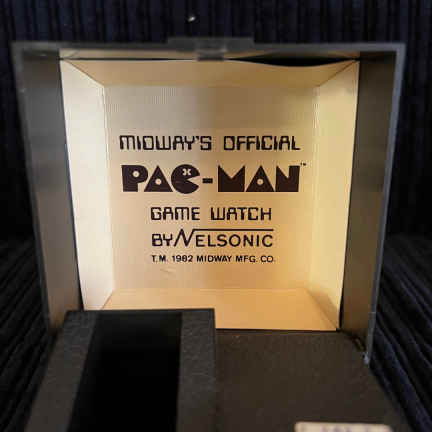 MIDWAY'S OFFICIAL
PAC-MAN™
GAME WATCH
BY NELSONIC
T.M. 1982 MIDWAY MFG. CO.